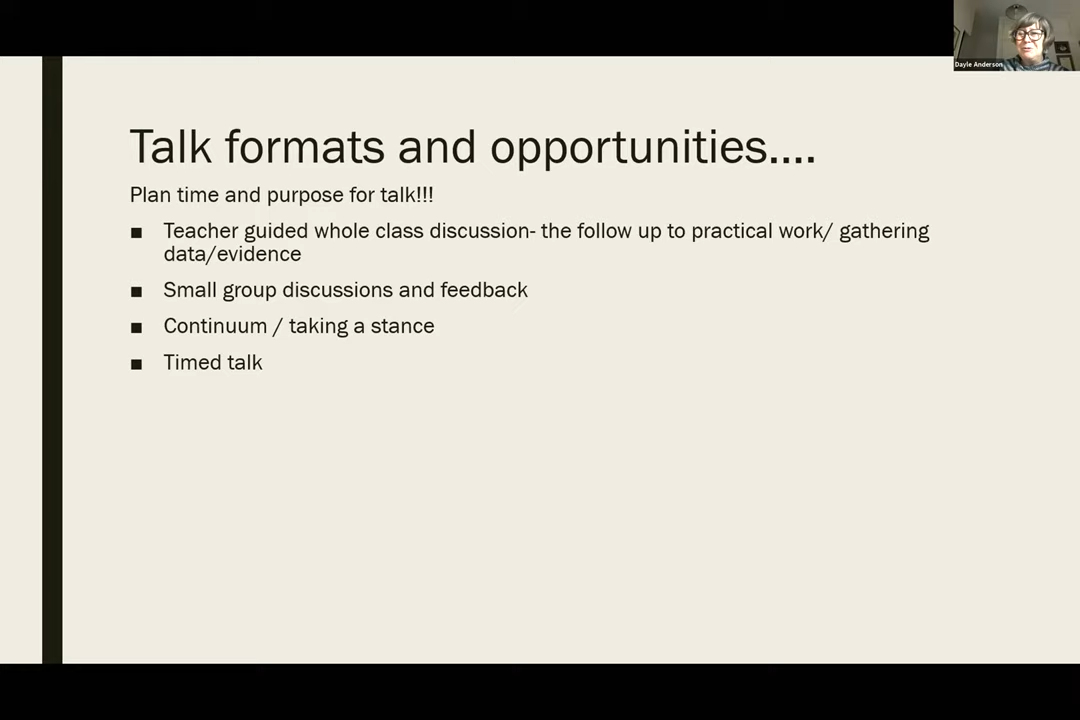 Dayle Anderson
Talk formats and opportunities....
Plan time and purpose for talk!!!
■ Teacher guided whole class discussion- the follow up to practical work/ gathering
data/evidence
■ Small group discussions and feedback
■ Continuum / taking a stance
■ Timed talk